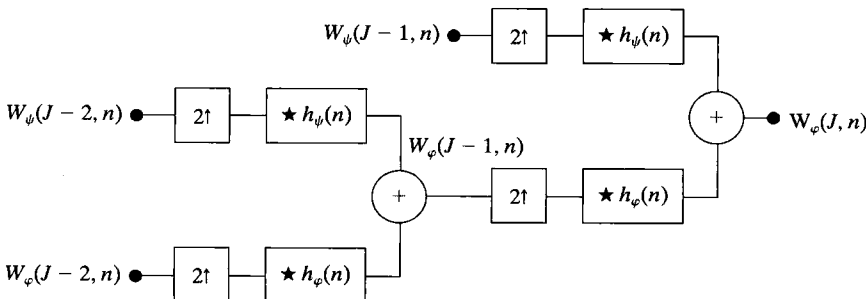 W_ψ(J − 1, n)
2↑
★ h_ψ(n)
W_ψ(J − 2, n)
2↑
★ h_ψ(n)
+
W_φ(J, n)
W_φ(J − 1, n)
+
2↑
★ h_φ(n)
W_φ(J − 2, n)
2↑
★ h_φ(n)